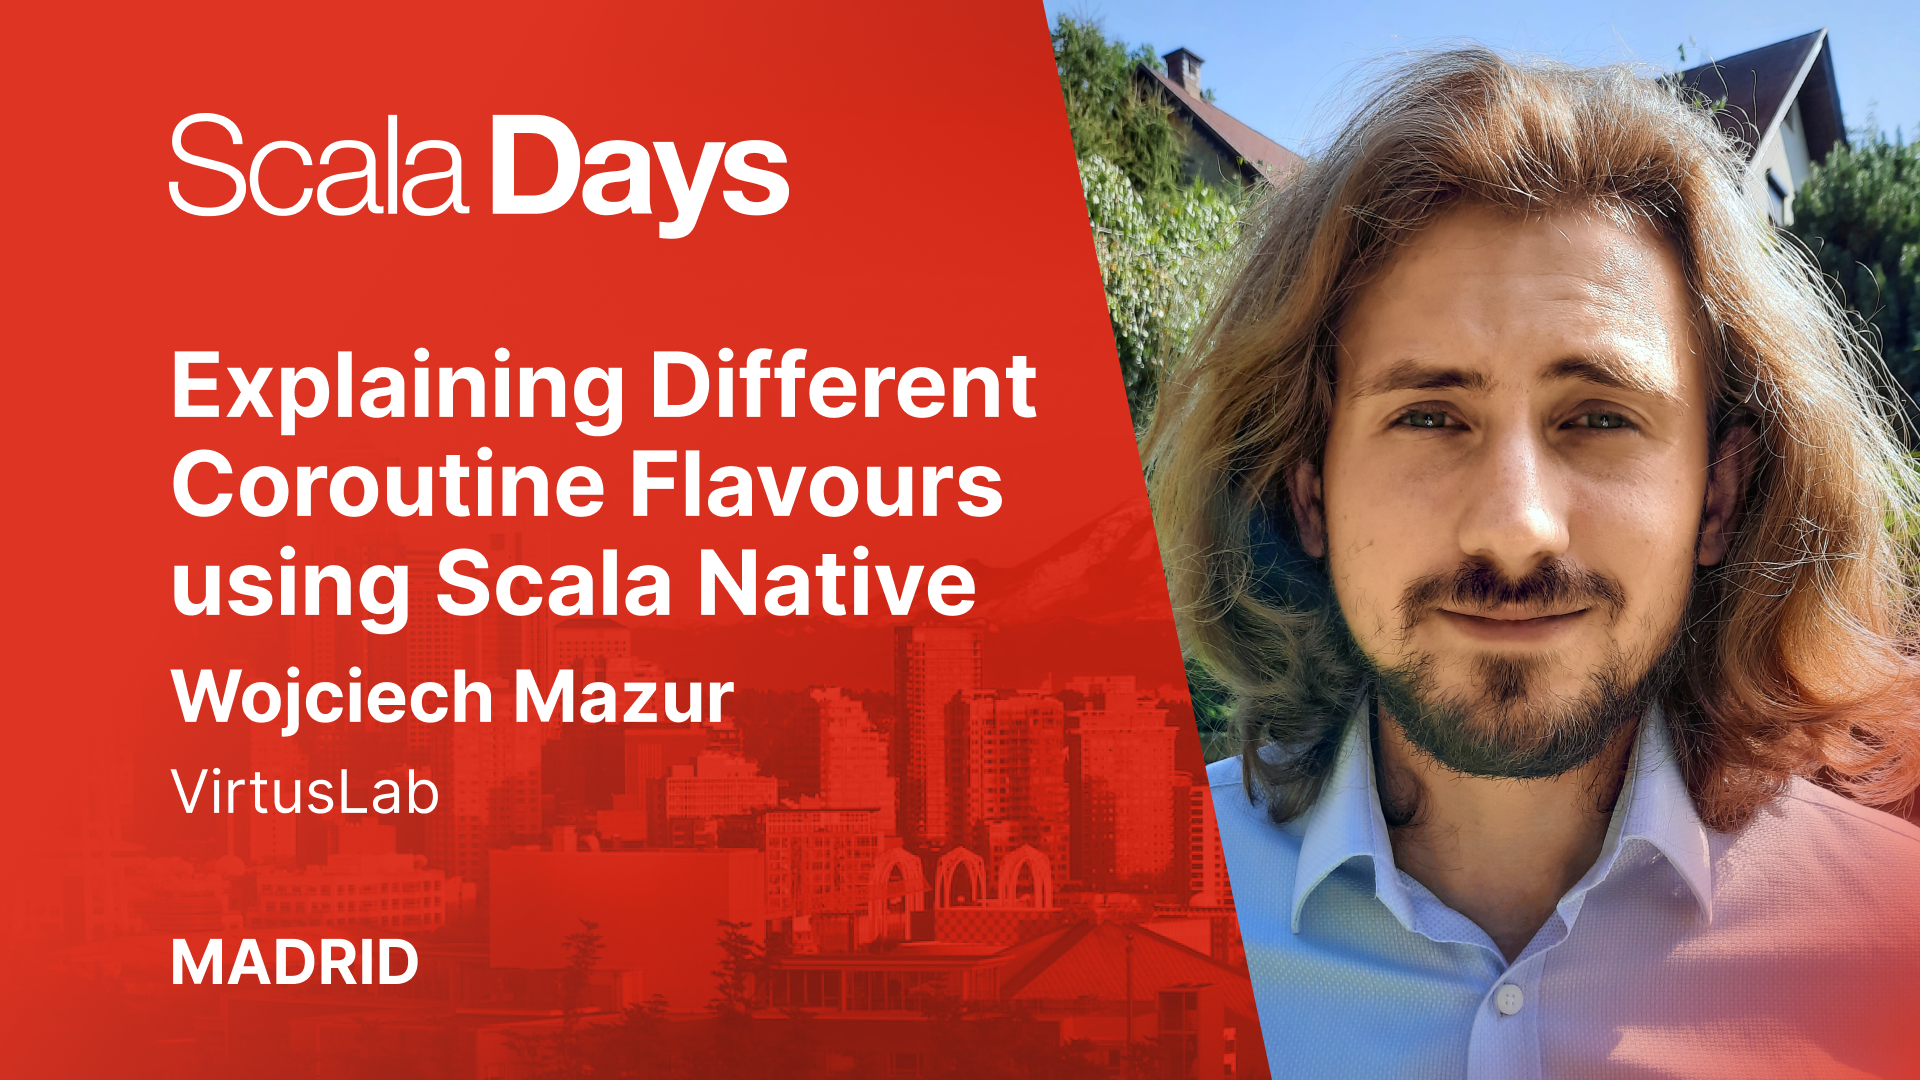 Scala Days
Explaining Different
Coroutine Flavours
using Scala Native
Wojciech Mazur
VirtusLab
MADRID